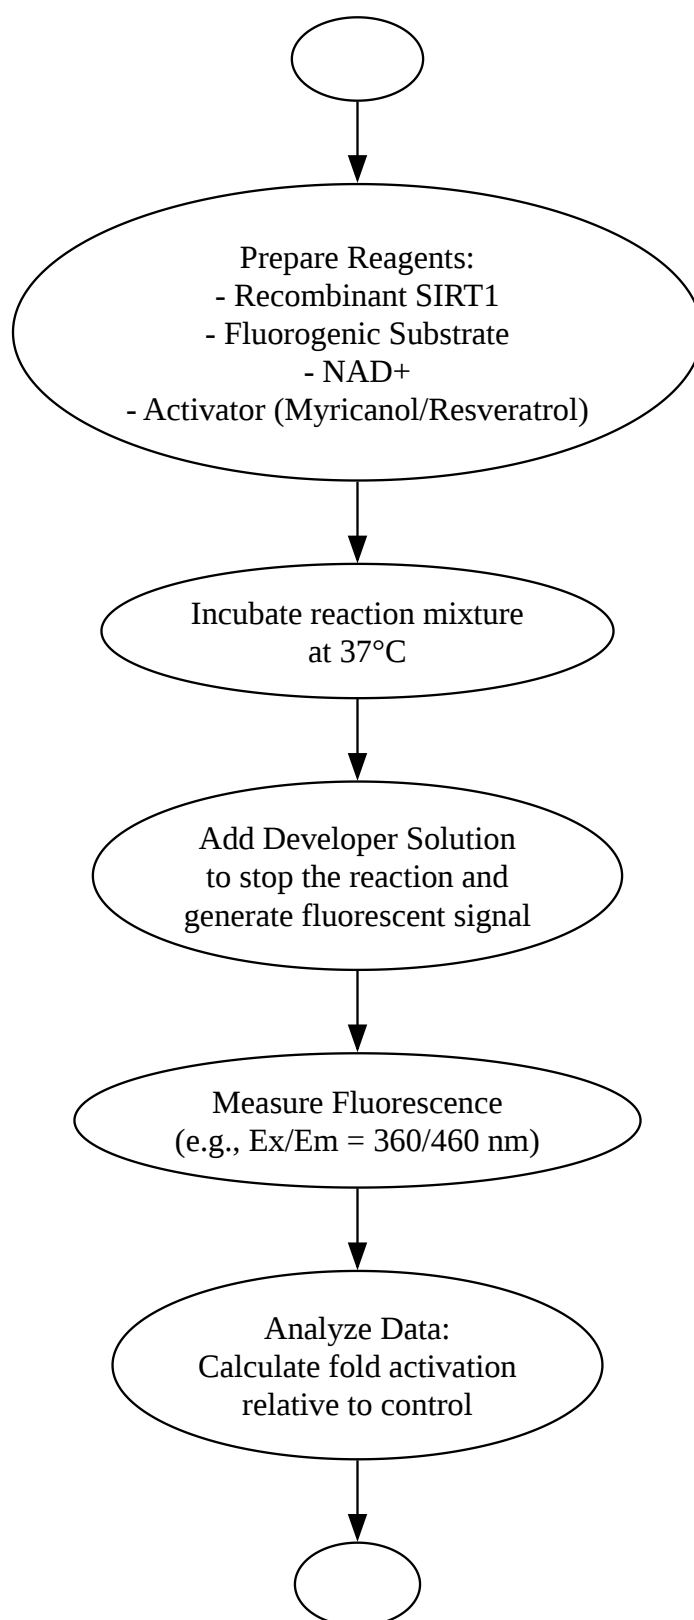 Prepare Reagents:
- Recombinant SIRT1
- Fluorogenic Substrate
- NAD+
- Activator (Myricanol/Resveratrol)
Incubate reaction mixture
at 37°C
Add Developer Solution
to stop the reaction and
generate fluorescent signal
Measure Fluorescence
(e.g., Ex/Em = 360/460 nm)
Analyze Data:
Calculate fold activation
relative to control